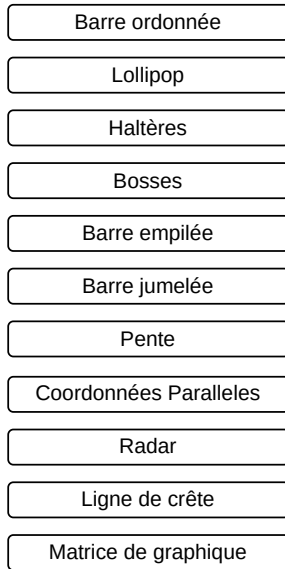 Barre ordonnée
Lollipop
Haltères
Bosses
Barre empilée
Barre jumelée
Pente
Coordonnées Paralleles
Radar
Ligne de crête
Matrice de graphique